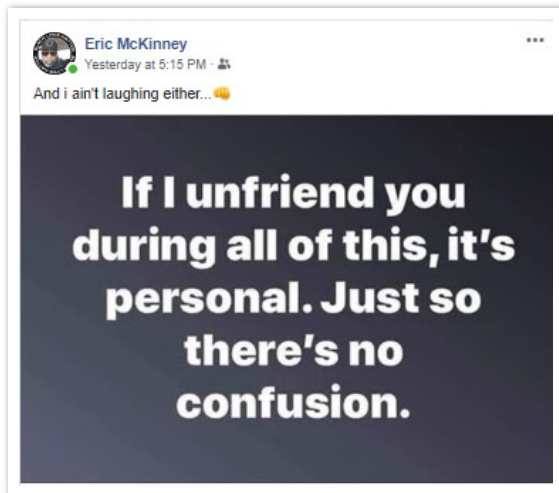 Eric McKinney
Yesterday at 5:15 PM ·
And i ain't laughing either...👊
If I unfriend you
during all of this, it's
personal. Just so
there's no
confusion.